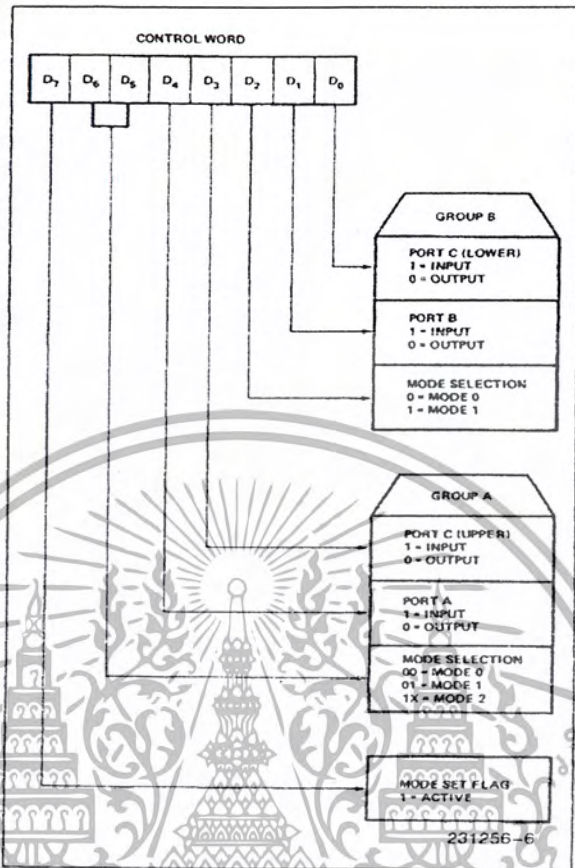 CONTROL WORD
D7 D6 D5 D4 D3 D2 D1 D0
GROUP B
PORT C (LOWER)
1 = INPUT
0 = OUTPUT
PORT B
1 = INPUT
0 = OUTPUT
MODE SELECTION
0 = MODE 0
1 = MODE 1
GROUP A
PORT C (UPPER)
1 = INPUT
0 = OUTPUT
PORT A
1 = INPUT
0 = OUTPUT
MODE SELECTION
00 = MODE 0
01 = MODE 1
1X = MODE 2
MODE SET FLAG
1 = ACTIVE
231256-6